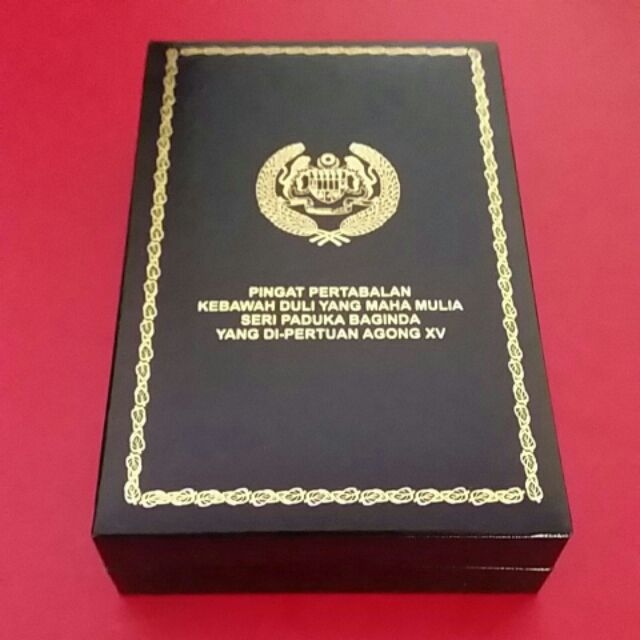 PINGAT PERTABALAN
KEBAWAH DULI YANG MAHA MULIA
SERI PADUKA BAGINDA
YANG DI-PERTUAN AGONG XV